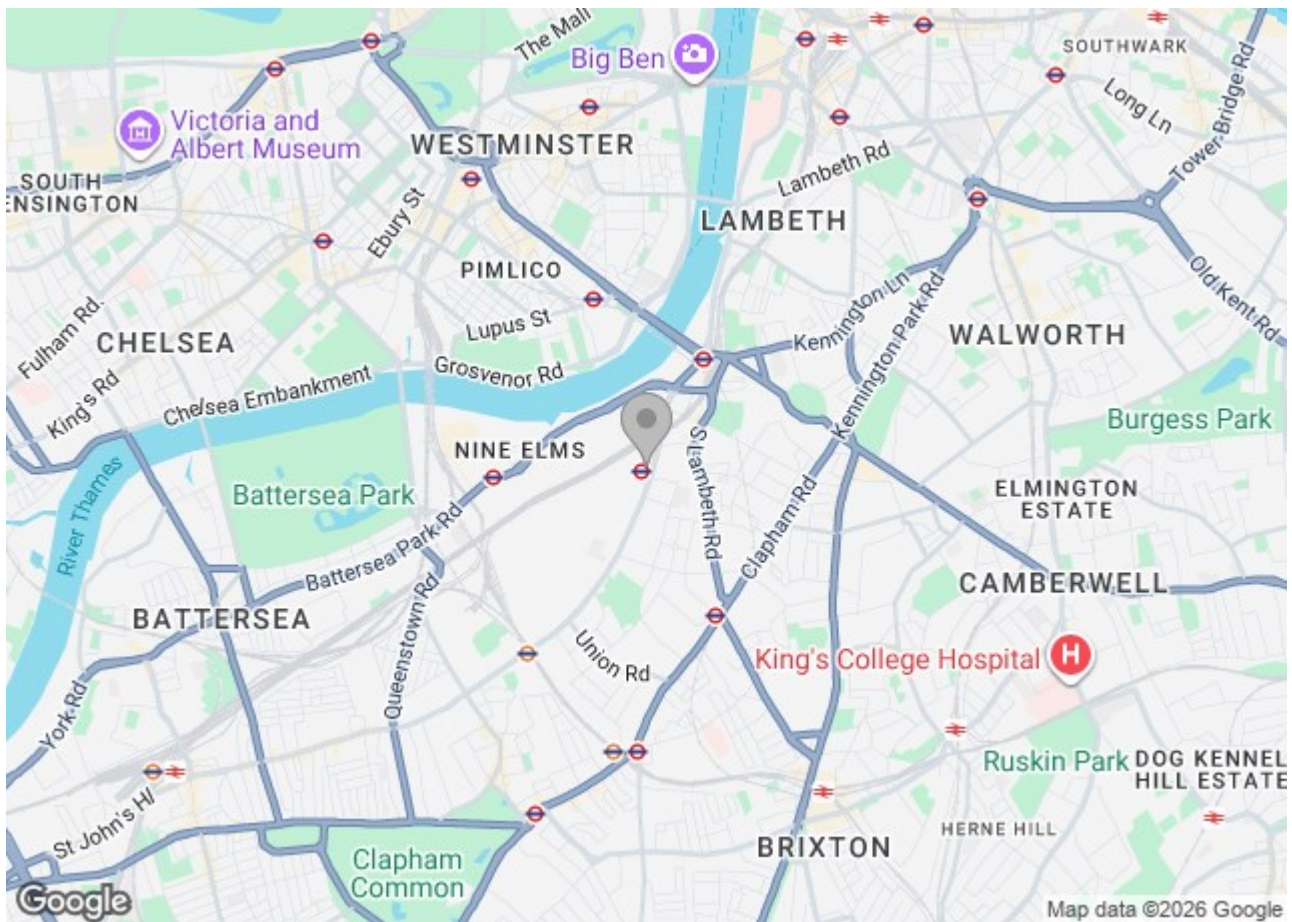 The Mall
Big Ben
SOUTHWARK
Long Ln
Tower Bridge Rd
Victoria and
Albert Museum
WESTMINSTER
Lambeth Rd
SOUTH
ENSINGTON
Ebury St
LAMBETH
PIMLICO
Old Kent Rd
Fulham Rd.
CHELSEA
Lupus St
Kennington Ln
Kennington Park Rd
WALWORTH
King's Rd
Chelsea Embankment
Grosvenor Rd
Burgess Park
NINE ELMS
S Lambeth Rd
River Thames
Battersea Park
Clapham Rd
ELMINGTON
ESTATE
Battersea Park Rd
CAMBERWELL
BATTERSEA
Queenstown Rd
Union Rd
King's College Hospital
H
York Rd
Ruskin Park
DOG KENNEL
HILL ESTATE
St John's Hl
HERNE HILL
BRIXTON
Clapham
Common
Google
Map data ©2026 Google